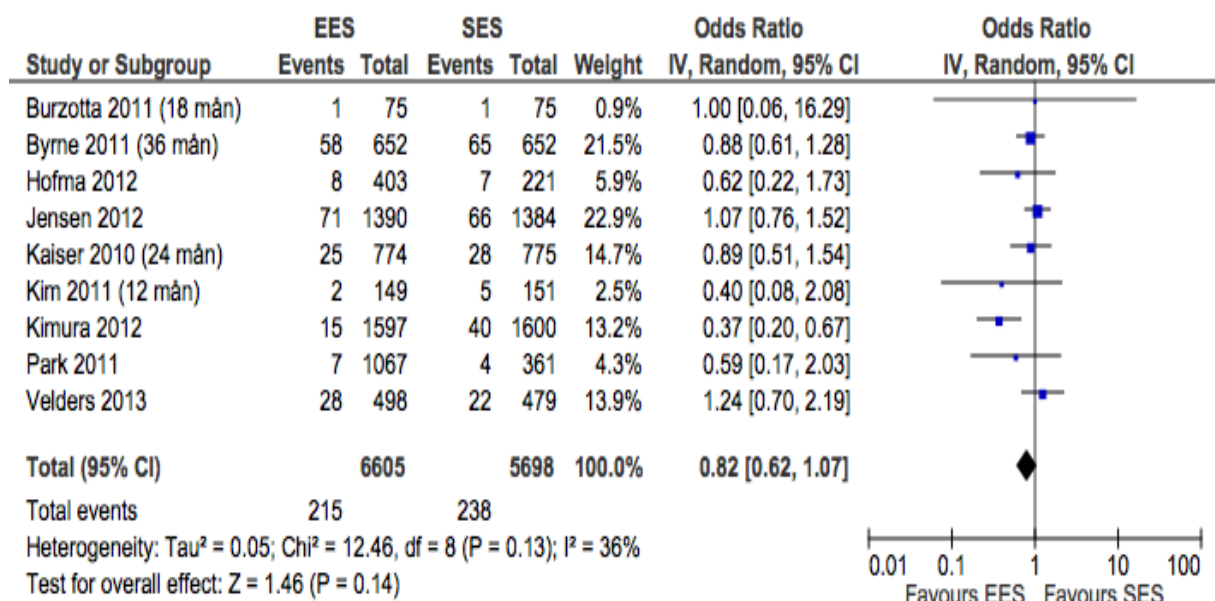 EES SES Odds Ratio Odds Ratio
Study or Subgroup Events Total Events Total Weight IV, Random, 95% CI IV, Random, 95% CI
Burzotta 2011 (18 mån) 1 75 1 75 0.9% 1.00 [0.06, 16.29]
Byrne 2011 (36 mån) 58 652 65 652 21.5% 0.88 [0.61, 1.28]
Hofma 2012 8 403 7 221 5.9% 0.62 [0.22, 1.73]
Jensen 2012 71 1390 66 1384 22.9% 1.07 [0.76, 1.52]
Kaiser 2010 (24 mån) 25 774 28 775 14.7% 0.89 [0.51, 1.54]
Kim 2011 (12 mån) 2 149 5 151 2.5% 0.40 [0.08, 2.08]
Kimura 2012 15 1597 40 1600 13.2% 0.37 [0.20, 0.67]
Park 2011 7 1067 4 361 4.3% 0.59 [0.17, 2.03]
Velders 2013 28 498 22 479 13.9% 1.24 [0.70, 2.19]
Total (95% CI) 6605 5698 100.0% 0.82 [0.62, 1.07]
Total events 215 238
Heterogeneity: Tau² = 0.05; Chi² = 12.46, df = 8 (P = 0.13); I² = 36%
Test for overall effect: Z = 1.46 (P = 0.14)
0.01 0.1 1 10 100
Favours EES Favours SES